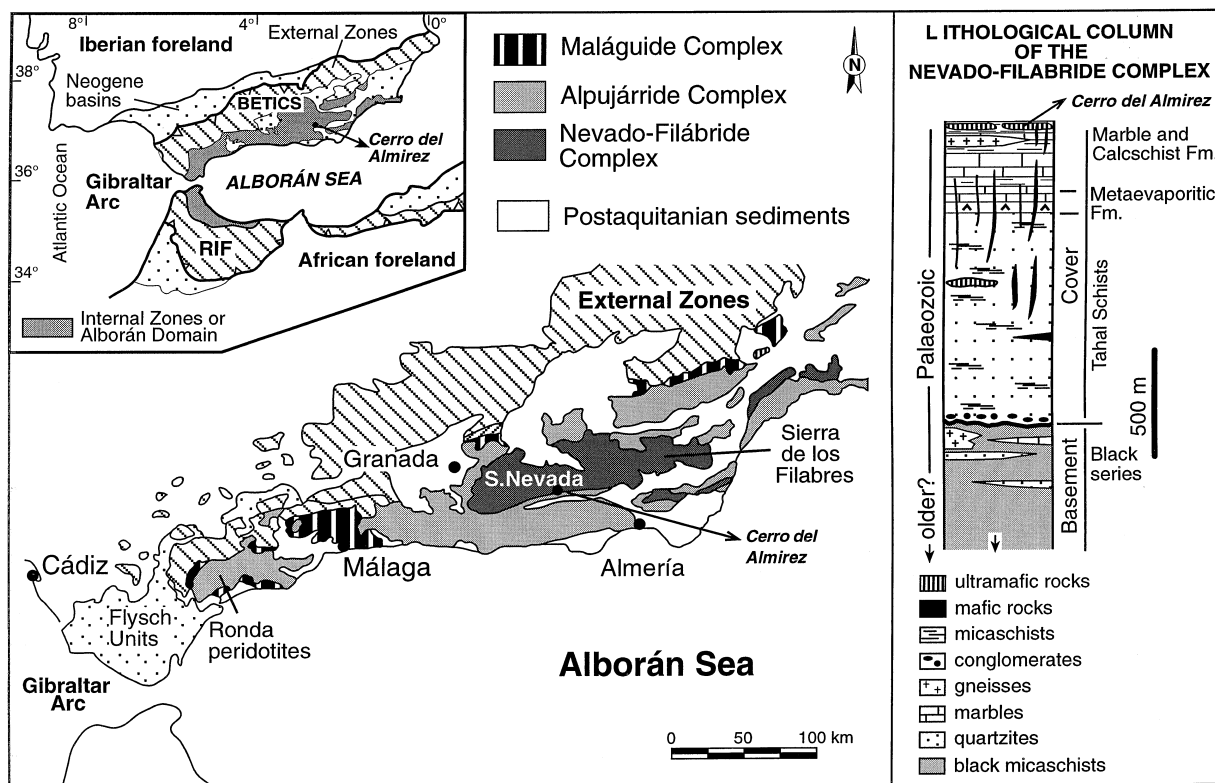 8°
4°
0°
Iberian foreland
External Zones
38°
Neogene
basins
BETICS
Cerro del
Almirez
36°
Gibraltar
Arc
ALBORÁN SEA
Atlantic Ocean
RIF
African foreland
34°
Internal Zones or
Alborán Domain
Maláguide Complex
Alpujárride Complex
Nevado-Filábride
Complex
Postaquitanian sediments
N
External Zones
Granada
S.Nevada
Sierra
de los
Filabres
Cerro del
Almirez
Cádiz
Málaga
Almería
Flysch
Units
Ronda
peridotites
Gibraltar
Arc
Alborán Sea
0 50 100 km
L ITHOLOGICAL COLUMN
OF THE
NEVADO-FILABRIDE COMPLEX
Cerro del Almirez
Marble and
Calcschist Fm.
Metaevaporitic
Fm.
Palaeozoic
older?
Cover
Tahal Schists
Basement
Black
series
500 m
ultramafic rocks
mafic rocks
micaschists
conglomerates
gneisses
marbles
quartzites
black micaschists